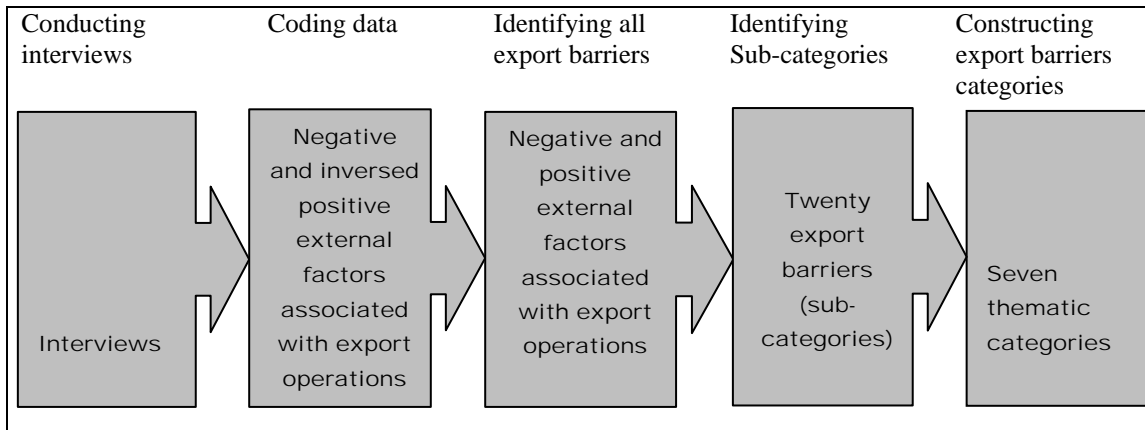 Conducting
interviews
Coding data
Identifying all
export barriers
Identifying
Sub-categories
Constructing
export barriers
categories
Interviews
Negative
and inversed
positive
external
factors
associated
with export
operations
Negative and
positive
external
factors
associated
with export
operations
Twenty
export
barriers
(sub-
categories)
Seven
thematic
categories